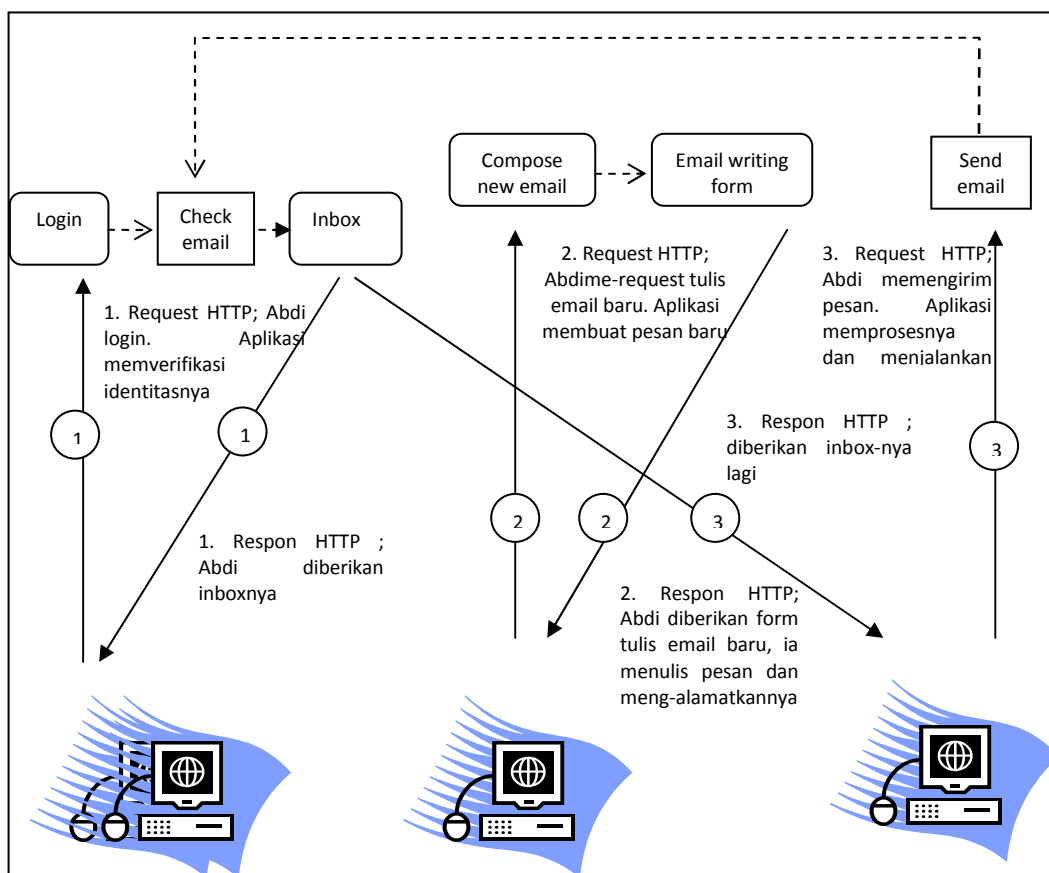 Compose
new email
Email writing
form
Send
email
Login
Check
email
Inbox
1. Request HTTP; Abdi
login. Aplikasi
memverifikasi
identitasnya
2. Request HTTP;
Abdime-request tulis
email baru. Aplikasi
membuat pesan baru
3. Request HTTP;
Abdi memengirim
pesan. Aplikasi
memprosesnya
dan menjalankan
1
1
3. Respon HTTP ;
diberikan inbox-nya
lagi
3
2
2
3
1. Respon HTTP ;
Abdi diberikan
inboxnya
2. Respon HTTP;
Abdi diberikan form
tulis email baru, ia
menulis pesan dan
meng-alamatkannya